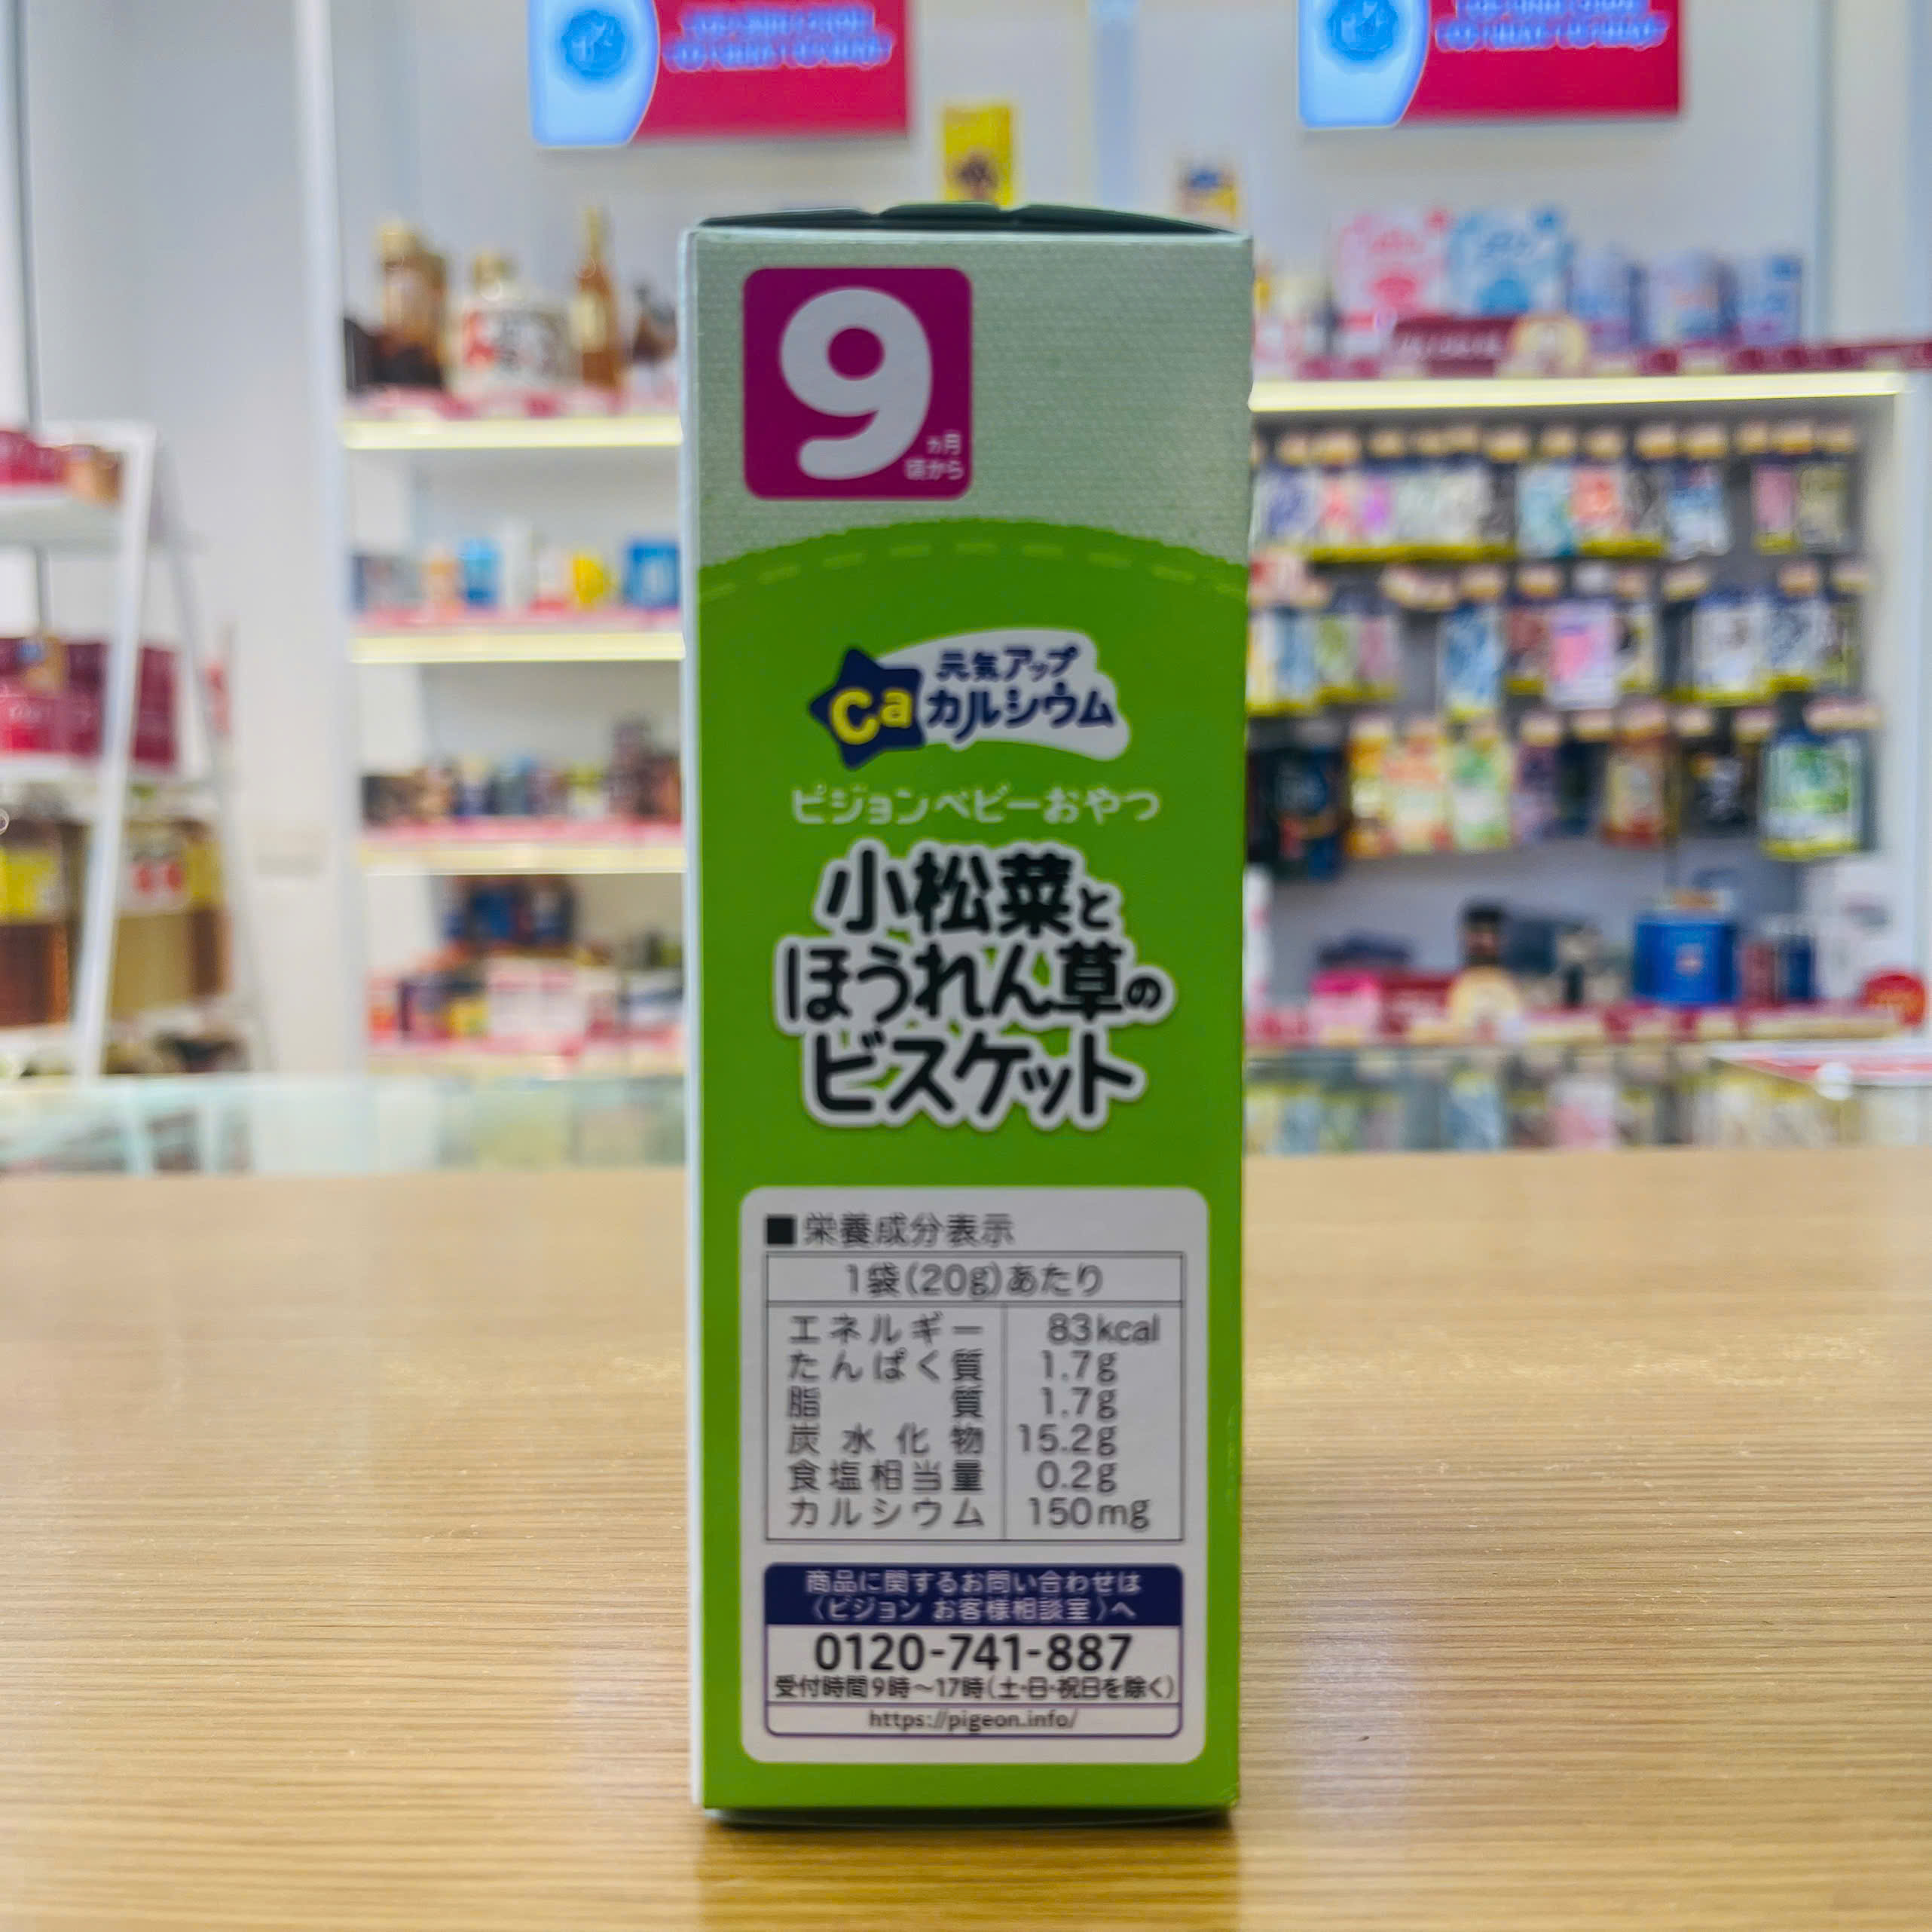 9
ヵ月
頃から
元気アップ
Ca カルシウム
ピジョンベビーおやつ
小松菜と
ほうれん草の
ビスケット
■栄養成分表示
1袋(20g)あたり
エネルギー 83kcal
たんぱく質 1.7g
脂質 1.7g
炭水化物 15.2g
食塩相当量 0.2g
カルシウム 150mg
商品に関するお問い合わせは
〈ピジョン お客様相談室〉へ
0120-741-887
受付時間9時〜17時(土・日・祝日を除く)
https://pigeon.info/